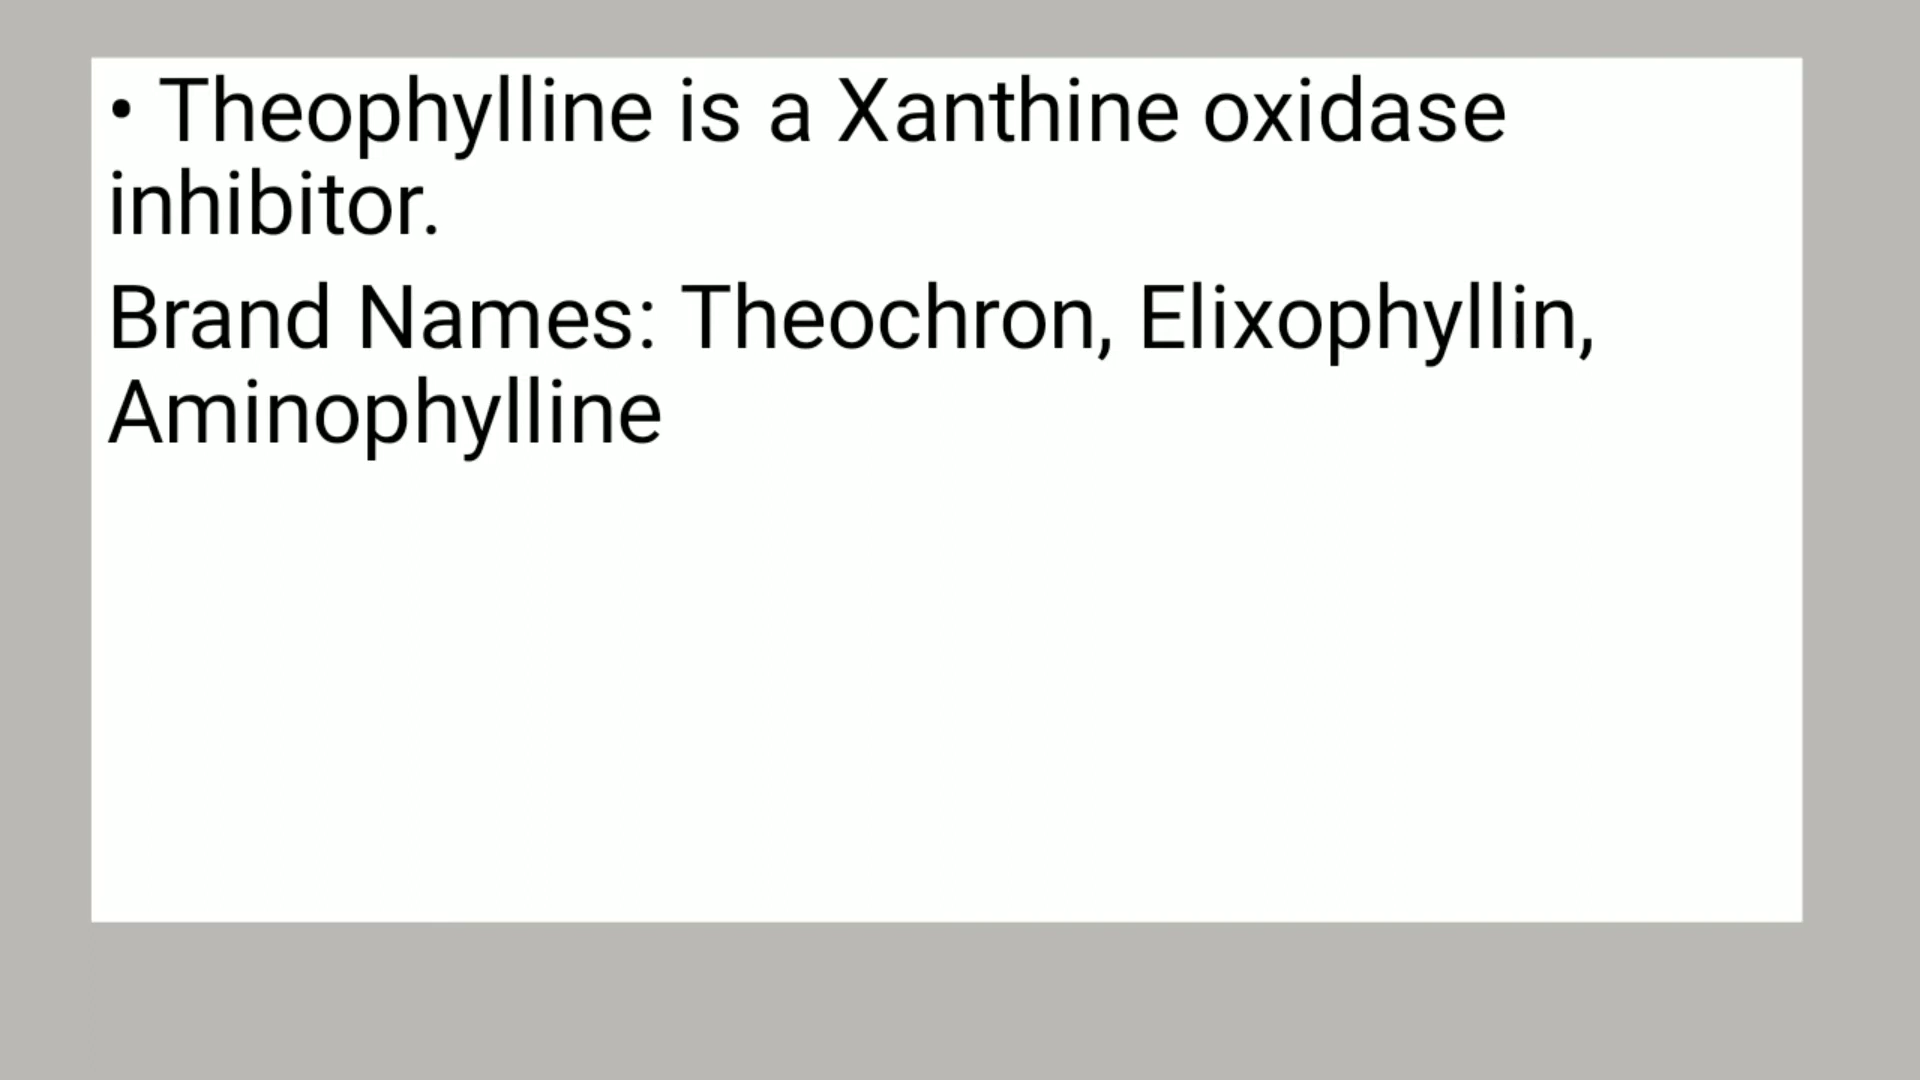 • Theophylline is a Xanthine oxidase
inhibitor.
Brand Names: Theochron, Elixophyllin,
Aminophylline